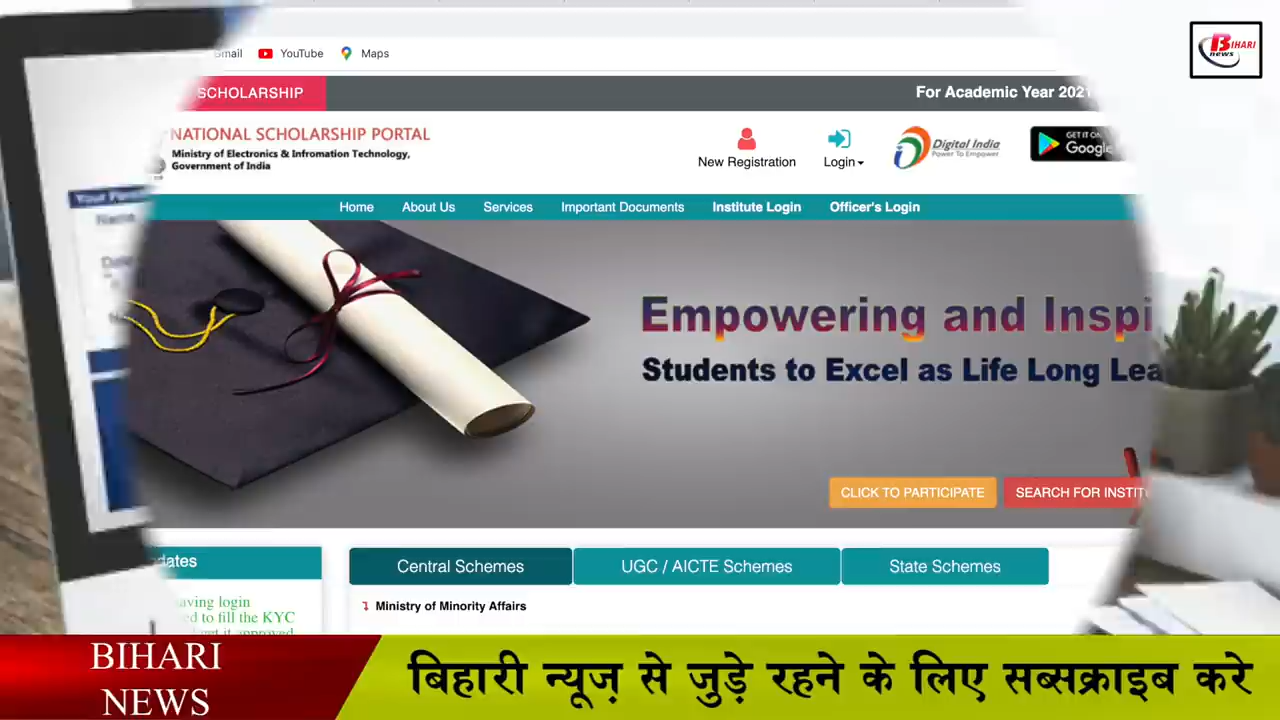 YouTube
Maps
BIHARI
news
SCHOLARSHIP
For Academic Year 2021
NATIONAL SCHOLARSHIP PORTAL
Ministry of Electronics & Infromation Technology,
Government of India
New Registration
Login
Digital India
Power To Empower
GET IT ON
Google
Home
About Us
Services
Important Documents
Institute Login
Officer's Login
Empowering and Inspi
Students to Excel as Life Long Lea
CLICK TO PARTICIPATE
SEARCH FOR INSTIT
Central Schemes
UGC / AICTE Schemes
State Schemes
aving login
ed to fill the KYC
Ministry of Minority Affairs
BIHARI
NEWS
बिहारी न्यूज़ से जुड़े रहने के लिए सब्सक्राइब करे